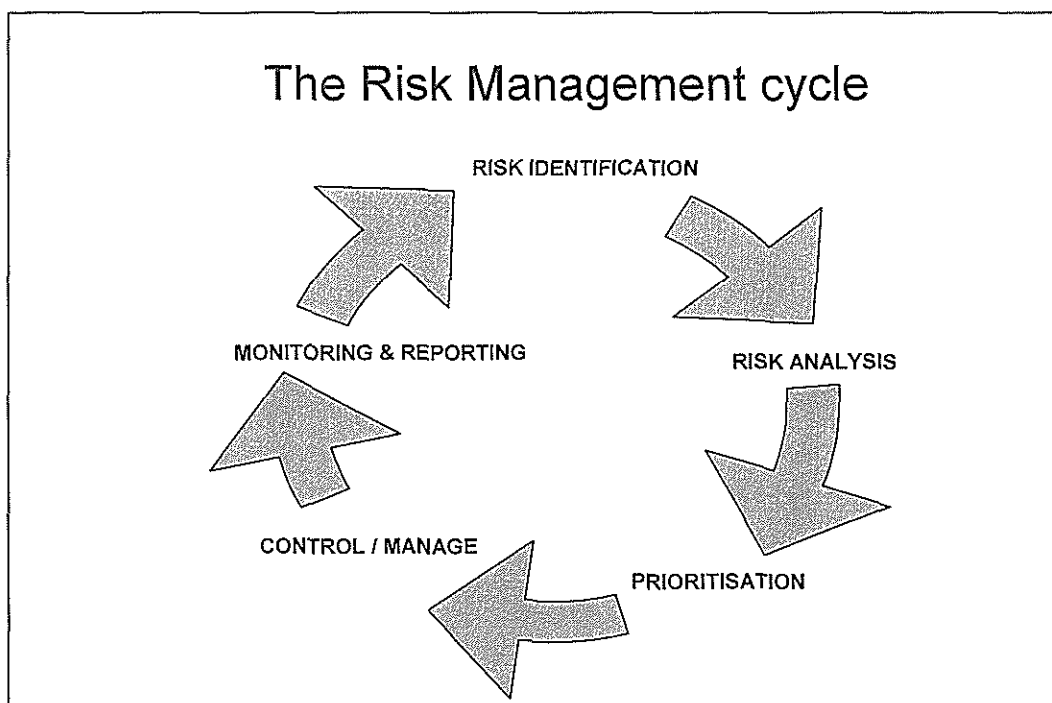 The Risk Management cycle
RISK IDENTIFICATION
RISK ANALYSIS
PRIORITISATION
CONTROL / MANAGE
MONITORING & REPORTING